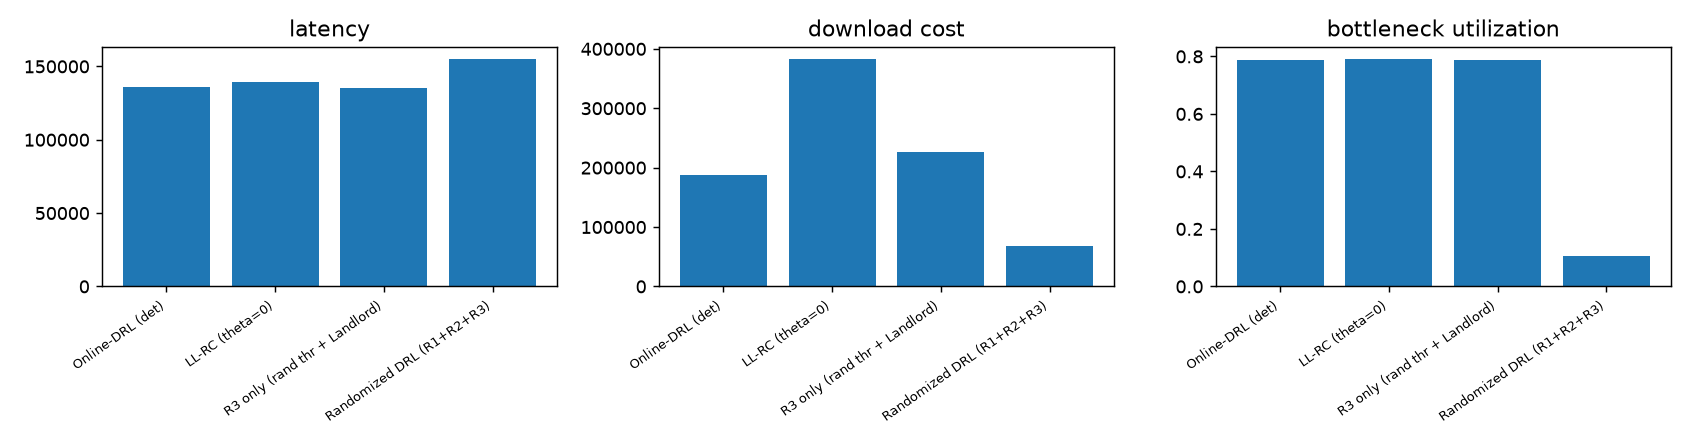 latency
150000
100000
50000
0
Online-DRL (det)
LL-RC (theta=0)
R3 only (rand thr + Landlord)
Randomized DRL (R1+R2+R3)
download cost
400000
300000
200000
100000
0
Online-DRL (det)
LL-RC (theta=0)
R3 only (rand thr + Landlord)
Randomized DRL (R1+R2+R3)
bottleneck utilization
0.8
0.6
0.4
0.2
0.0
Online-DRL (det)
LL-RC (theta=0)
R3 only (rand thr + Landlord)
Randomized DRL (R1+R2+R3)